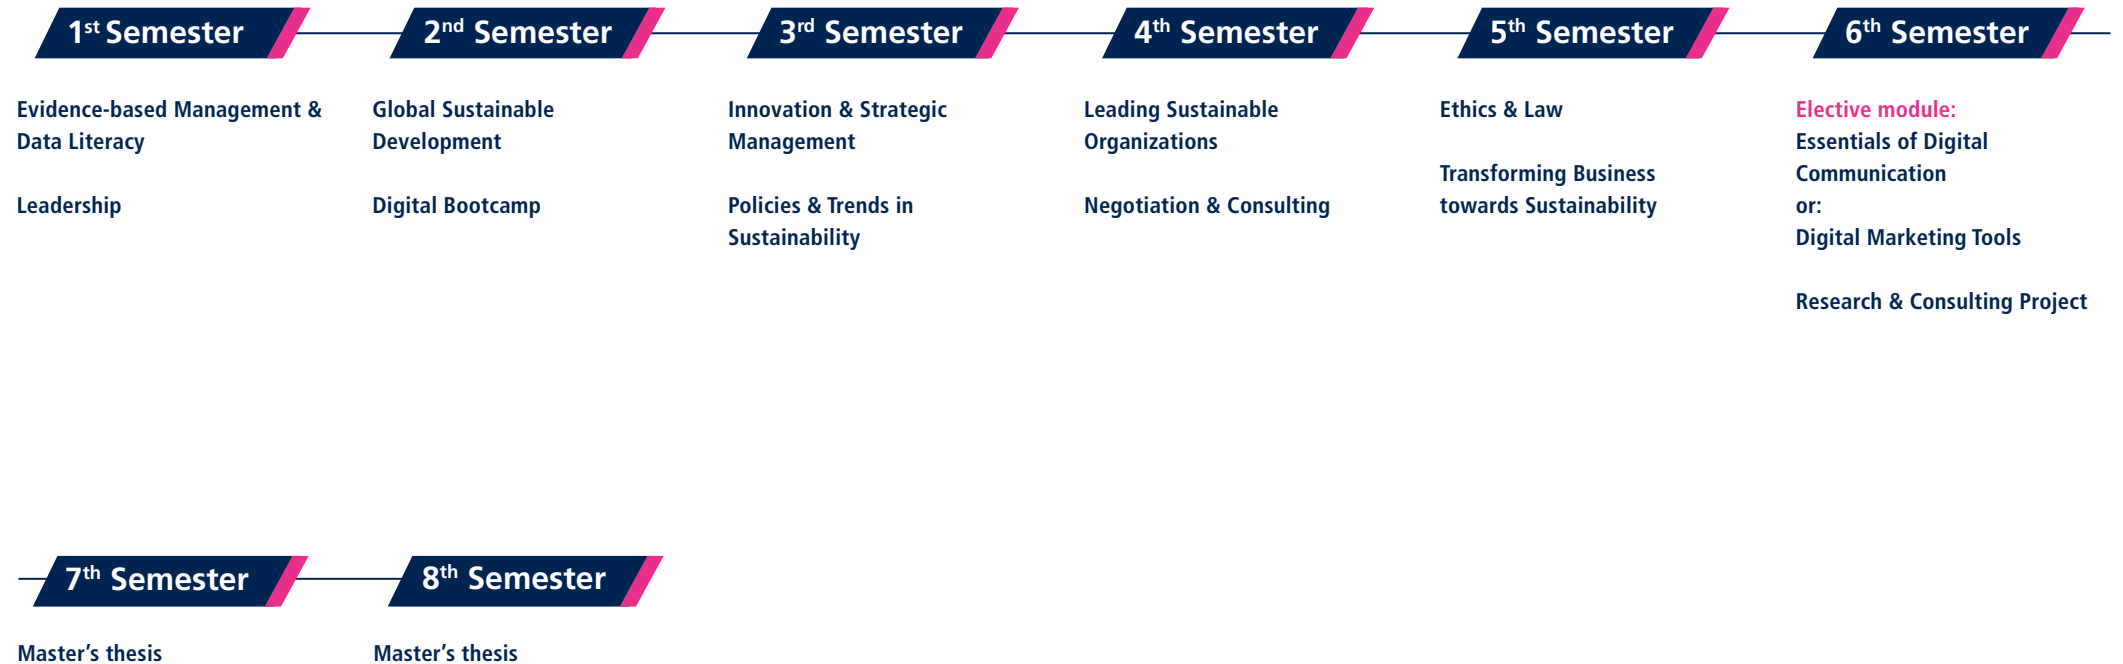 1st Semester
Evidence-based Management &
Data Literacy
Leadership
2nd Semester
Global Sustainable
Development
Digital Bootcamp
3rd Semester
Innovation & Strategic
Management
Policies & Trends in
Sustainability
4th Semester
Leading Sustainable
Organizations
Negotiation & Consulting
5th Semester
Ethics & Law
Transforming Business
towards Sustainability
6th Semester
Elective module:
Essentials of Digital
Communication
or:
Digital Marketing Tools
Research & Consulting Project
7th Semester
Master’s thesis
8th Semester
Master’s thesis